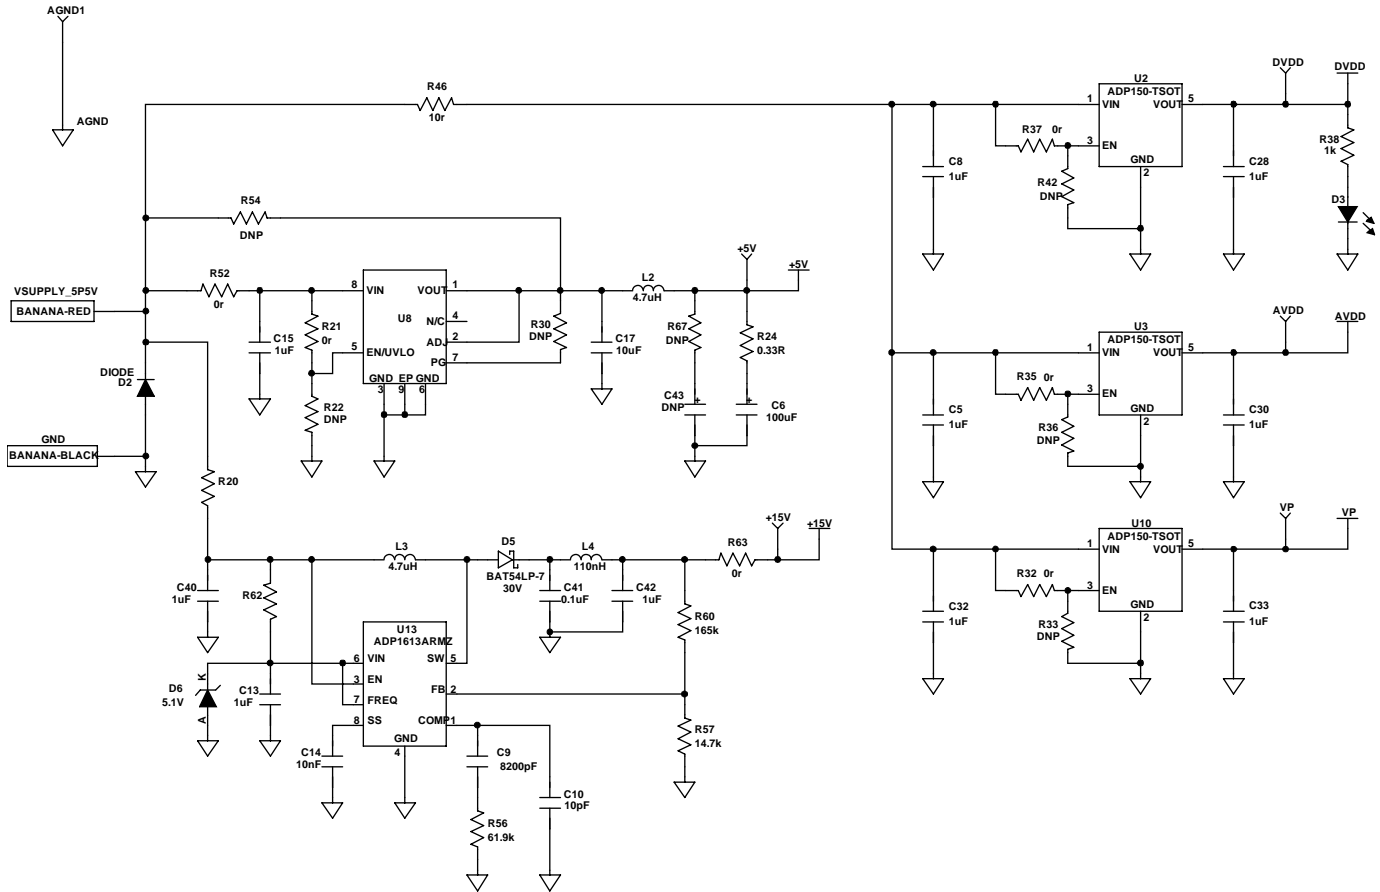 AGND1
AGND
R46
10r
R54
DNP
R52
0r
VSUPPLY_5P5V
BANANA-RED
DIODE
D2
GND
BANANA-BLACK
C15
1uF
R21
0r
R22
DNP
8
VIN
VOUT
1
U8
N/C
4
ADJ
2
5
EN/UVLO
PG
7
GND
EP
GND
3
9
6
R30
DNP
C17
10uF
L2
4.7uH
+5V
+5V
R67
DNP
R24
0.33R
C43
DNP
+
+
C6
100uF
R20
C40
1uF
R62
L3
4.7uH
D5
BAT54LP-7
30V
L4
110nH
C41
0.1uF
C42
1uF
R63
0r
+15V
+15V
R60
165k
R57
14.7k
D6
5.1V
K
A
C13
1uF
U13
ADP1613ARMZ
6
VIN
SW
5
3
EN
7
FREQ
FB
2
8
SS
COMP
1
GND
4
C14
10nF
C9
8200pF
C10
10pF
R56
61.9k
U2
ADP150-TSOT
1
VIN
VOUT
5
3
EN
GND
2
R37 0r
R42
DNP
C8
1uF
C28
1uF
DVDD
DVDD
R38
1k
D3
U3
ADP150-TSOT
1
VIN
VOUT
5
3
EN
GND
2
R35 0r
R36
DNP
C5
1uF
C30
1uF
AVDD
AVDD
U10
ADP150-TSOT
1
VIN
VOUT
5
3
EN
GND
2
R32 0r
R33
DNP
C32
1uF
C33
1uF
VP
VP